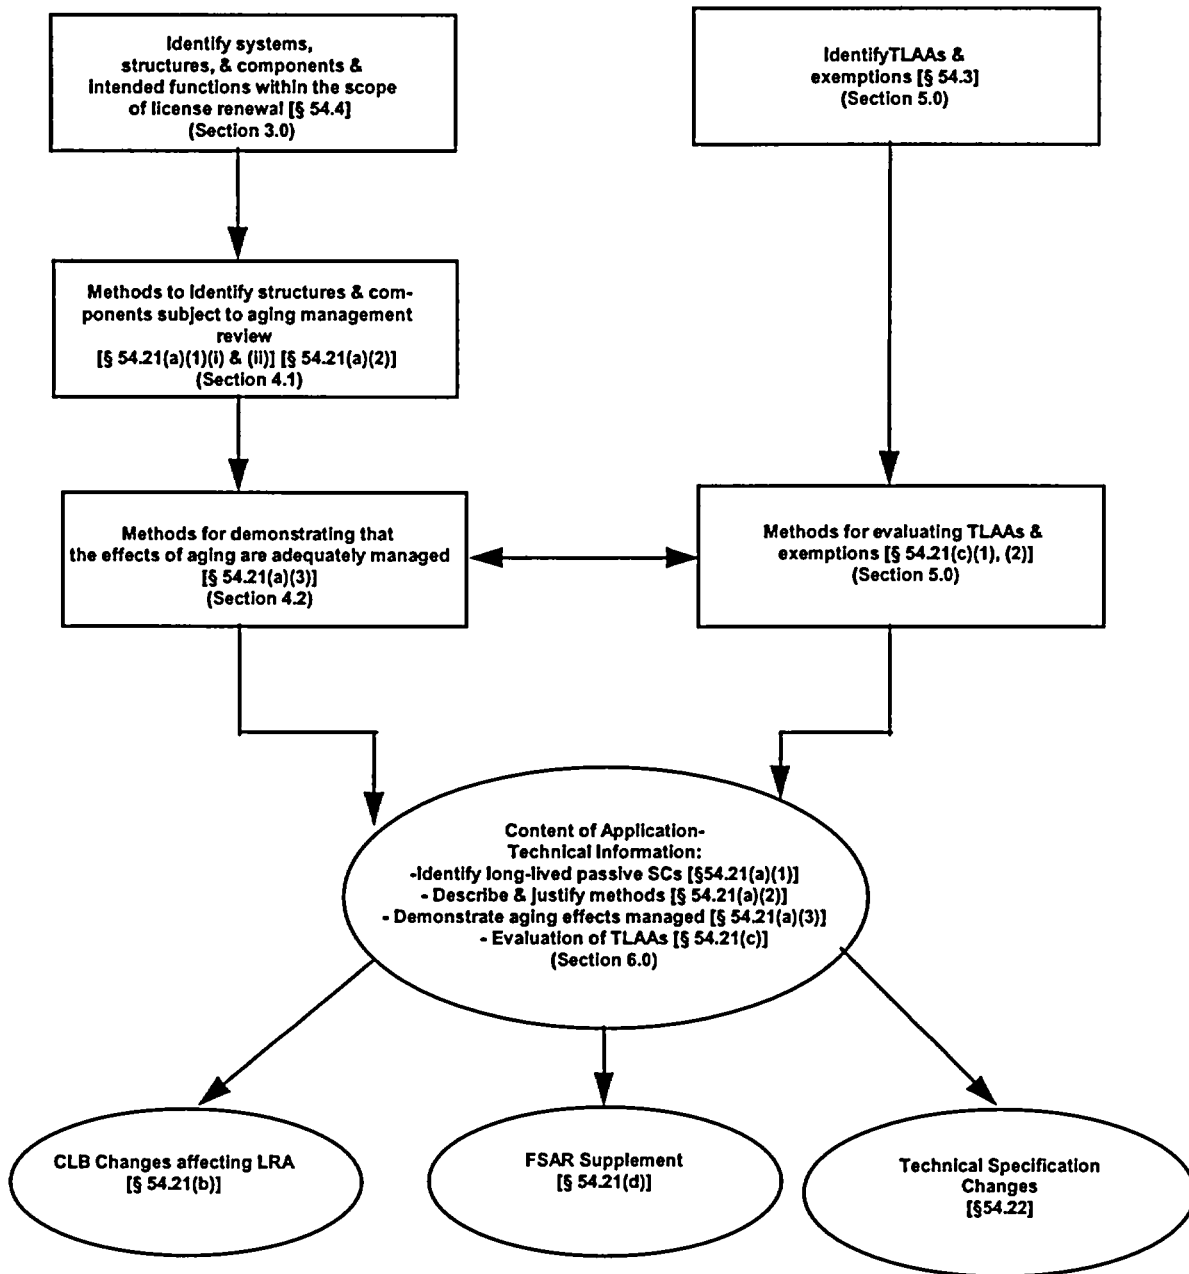 Identify systems,
structures, & components &
intended functions within the scope
of license renewal [§ 54.4]
(Section 3.0)
IdentifyTLAAs &
exemptions [§ 54.3]
(Section 5.0)
Methods to identify structures & com-
ponents subject to aging management
review
[§ 54.21(a)(1)(i) & (ii)] [§ 54.21(a)(2)]
(Section 4.1)
Methods for demonstrating that
the effects of aging are adequately managed
[§ 54.21(a)(3)]
(Section 4.2)
Methods for evaluating TLAAs &
exemptions [§ 54.21(c)(1), (2)]
(Section 5.0)
Content of Application-
Technical Information:
-Identify long-lived passive SCs [§54.21(a)(1)]
- Describe & justify methods [§ 54.21(a)(2)]
- Demonstrate aging effects managed [§ 54.21(a)(3)]
- Evaluation of TLAAs [§ 54.21(c)]
(Section 6.0)
CLB Changes affecting LRA
[§ 54.21(b)]
FSAR Supplement
[§ 54.21(d)]
Technical Specification
Changes
[§54.22]